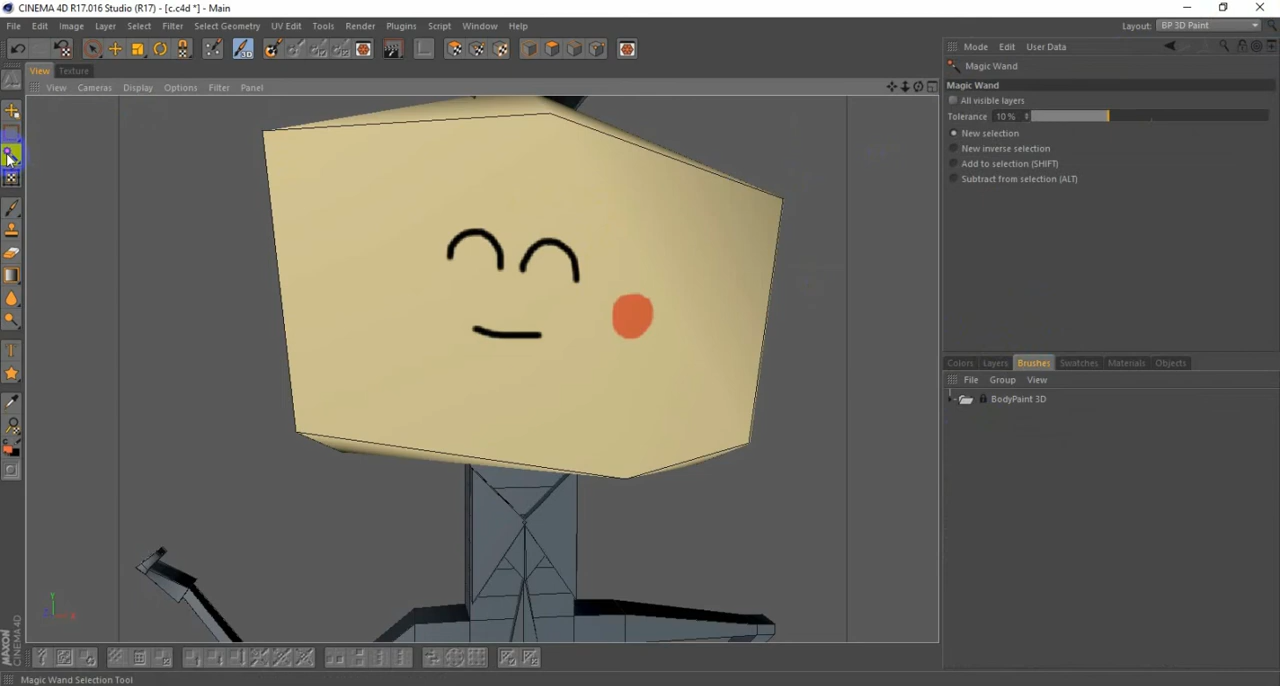 CINEMA 4D R17.016 Studio (R17) - [c.c4d *] - Main
File Edit Image Layer Select Filter Select Geometry UV Edit Tools Render Plugins Script Window Help
Layout: BP 3D Paint
View Texture
View Cameras Display Options Filter Panel
3D
Mode Edit User Data
Magic Wand
Magic Wand
All visible layers
Tolerance 10 %
New selection
New inverse selection
Add to selection (SHIFT)
Subtract from selection (ALT)
Colors Layers Brushes Swatches Materials Objects
File Group View
BodyPaint 3D
Y
MAXON CINEMA 4D
Magic Wand Selection Tool